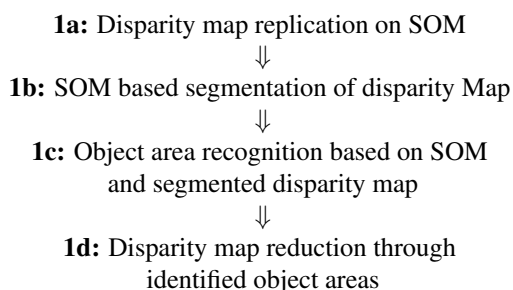 1a: Disparity map replication on SOM
⇓
1b: SOM based segmentation of disparity Map
⇓
1c: Object area recognition based on SOM
and segmented disparity map
⇓
1d: Disparity map reduction through
identified object areas